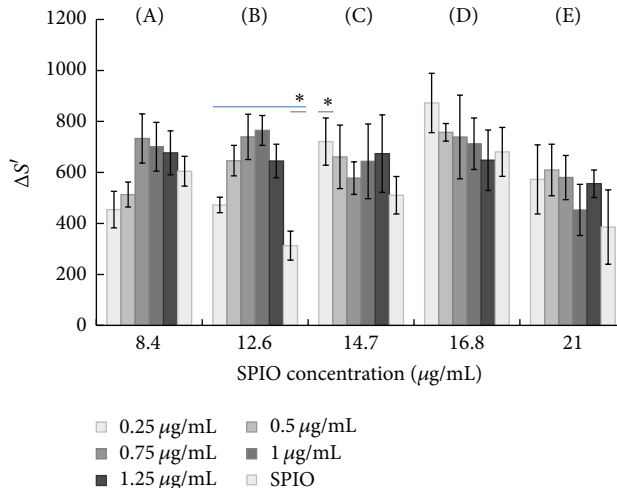 (A) (B) (C) (D) (E)
1200
1000
800
600
400
200
0
ΔS′
* *
8.4 12.6 14.7 16.8 21
SPIO concentration (μg/mL)
0.25 μg/mL 0.5 μg/mL
0.75 μg/mL 1 μg/mL
1.25 μg/mL SPIO